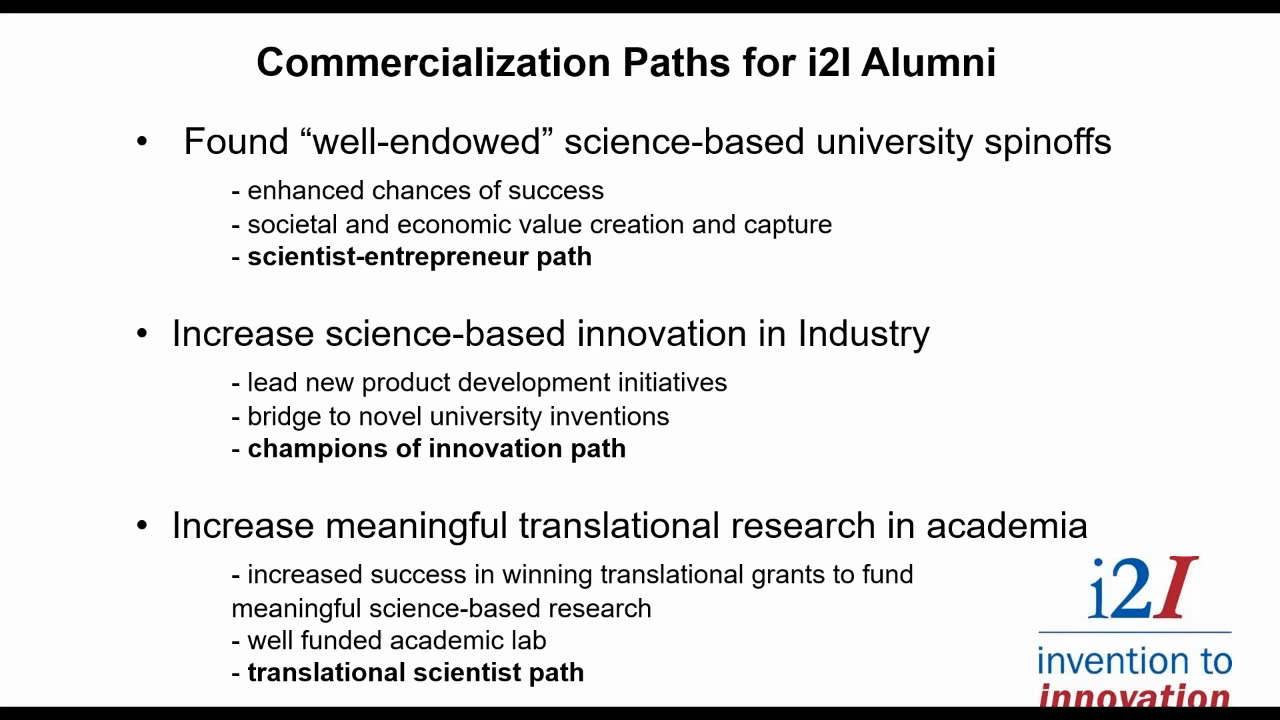 Commercialization Paths for i2I Alumni
• Found “well-endowed” science-based university spinoffs
- enhanced chances of success
- societal and economic value creation and capture
- scientist-entrepreneur path
• Increase science-based innovation in Industry
- lead new product development initiatives
- bridge to novel university inventions
- champions of innovation path
• Increase meaningful translational research in academia
- increased success in winning translational grants to fund
meaningful science-based research
- well funded academic lab
- translational scientist path
i2I
invention to
innovation